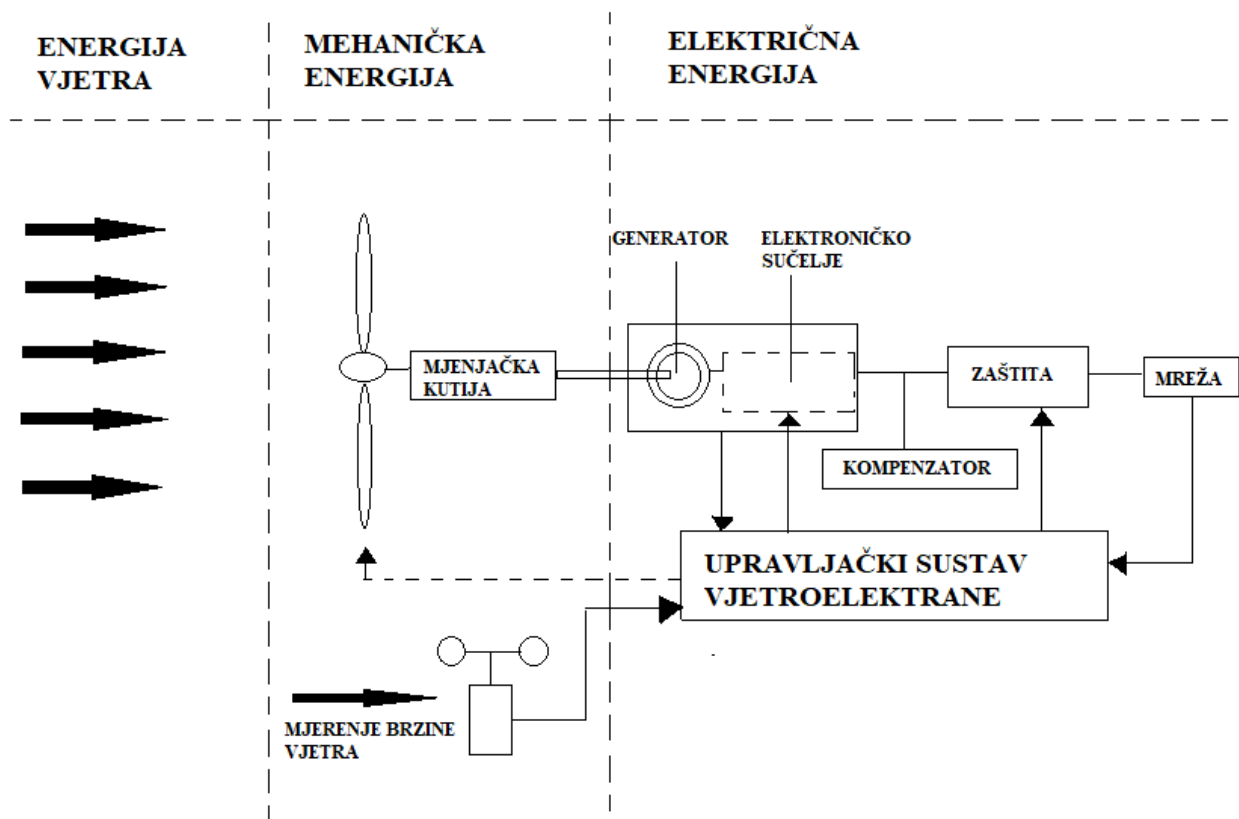 ENERGIJA
VJETRA
MEHANIČKA
ENERGIJA
ELEKTRIČNA
ENERGIJA
GENERATOR
ELEKTRONIČKO
SUČELJE
MJENJAČKA
KUTIJA
ZAŠTITA
MREŽA
KOMPENZATOR
UPRAVLJAČKI SUSTAV
VJETROELEKTRANE
MJERENJE BRZINE
VJETRA